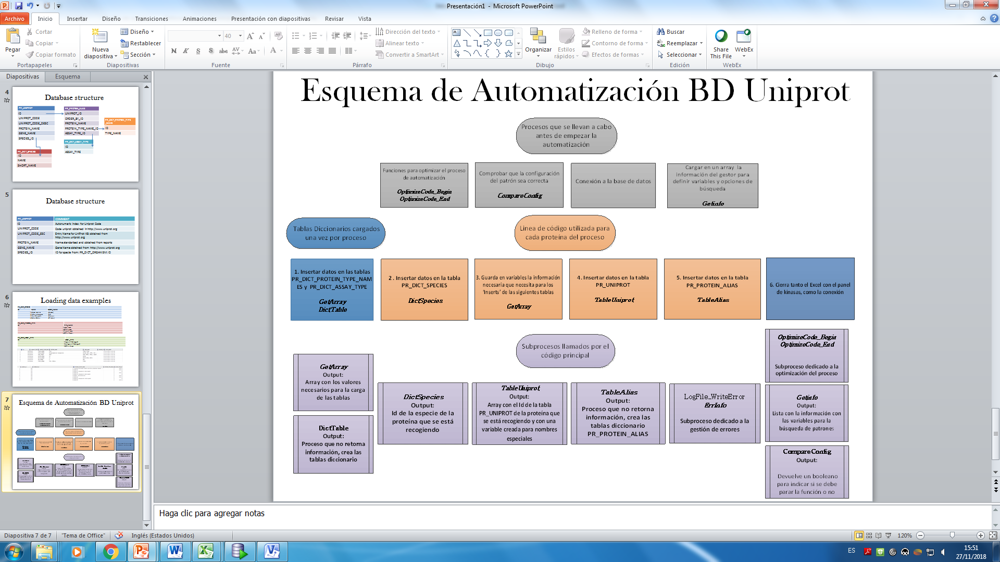 Presentación1 - Microsoft PowerPoint
Archivo
Inicio
Insertar
Diseño
Transiciones
Animaciones
Presentación con diapositivas
Revisar
Vista
Pegar
Cortar
Copiar
Copiar formato
Portapapeles
Nueva
diapositiva
Diseño
Restablecer
Sección
Diapositivas
40
N K S S abc AV Aa A
Fuente
Dirección del texto
Alinear texto
Convertir a SmartArt
Párrafo
Organizar
Estilos
rápidos
Relleno de forma
Contorno de forma
Efectos de formas
Dibujo
Buscar
Reemplazar
Seleccionar
Edición
Share
This File
WebEx
WebEx
Diapositivas
Esquema
4
Database structure
PR_UNIPROT
ID
UNIPROT_CODE
UNIPROT_CODE_DESC
PROTEIN_NAME
GENE_NAME
SPECIES_ID
PR_PROTEIN_ALIAS
UNIPROT_ID
ORDER_BY_ID
PROTEIN_NAME
PROTEIN_TYPE_NAME_ID
ASSAY_TYPE_ID
PR_DICT_PROTEIN_TYPE
_NAMES
ID
TYPE_NAME
PR_DICT_ASSAY_TYPE
ID
ASSAY_TYPE
PR_DICT_SPECIES
ID
NAME
SHORT_NAME
5
Database structure
PR_UNIPROT COMMENT
ID Autonumeric Index for Uniprot Code
UNIPROT_CODE Code uniprot obtained in http://www.uniprot.org
UNIPROT_CODE_ESC Entry Name for UniProt KB obtained from
http://www.uniprot.org
PROTEIN_NAME Name standarised and obtained from reports
GENE_NAME Gene Name obtained from http://www.uniprot.org
SPECIES_ID ID for specie from: PR_DICT_ORGANISM.ID
6
Loading data examples
7
Esquema de Automatización BD Uniprot
Esquema de Automatización BD Uniprot
Procesos que se llevan a cabo
antes de empezar la
automatización
Funciones para optimizar el proceso
de automatización
OptimizeCode_Begin
OptimizeCode_End
Comprobar que la configuración
del patrón sea correcta
CompareConfig
Conexión a la base de datos
Cargar en un array la
información del gestor para
definir variables y opciones de
búsqueda
GetInfo
Tablas Diccionarios cargados
una vez por proceso
Linea de código utilizada para
cada proteína del proceso
1. Insertar datos en las tablas
PR_DICT_PROTEIN_TYPE_NAM
ES y PR_DICT_ASSAY_TYPE
GetArray
DictTable
2 . Insertar datos en la tabla
PR_DICT_SPECIES
DictSpecies
3. Guarda en variables la información
necesaria que necesita para los
‘Inserts’ de las siguientes tablas
GetArray
4. Insertar datos en la tabla
PR_UNIPROT
TableUniprot
5. Insertar datos en la tabla
PR_PROTEIN_ALIAS
TableAlias
6. Cierra tanto el Excel con el panel
de kinasas, como la conexión
Subprocesos llamados por el
código principal
GetArray
Output:
Array con los valores
necesarios para la carga
de las tablas
DictTable
Output:
Proceso que no retorna
información, crea las
tablas diccionario
DictSpecies
Output:
Id de la especie de la
proteína que se está
recogiendo
TableUniprot
Output:
Array con el Id de la tabla
PR_UNIPROT de la proteína que
se está recogiendo y con una
variable creada para nombres
especiales
TableAlias
Output:
Proceso que no retorna
información, crea las
tablas diccionario
PR_PROTEIN_ALIAS
LogFile_WriteError
ErrInfo
Subproceso dedicado a la
gestión de errores
OptimizeCode_Begin
OptimizeCode_End
Subproceso dedicado a la
optimización del proceso
GetInfo
Output:
Lista con la información con
las variables para la
búsqueda de patrones
CompareConfig
Output:
Devuelve un booleano
para indicar si se debe
parar la función o no
Haga clic para agregar notas
Diapositiva 7 de 7
"Tema de Office"
Inglés (Estados Unidos)
120%
ES
15:51
27/11/2018